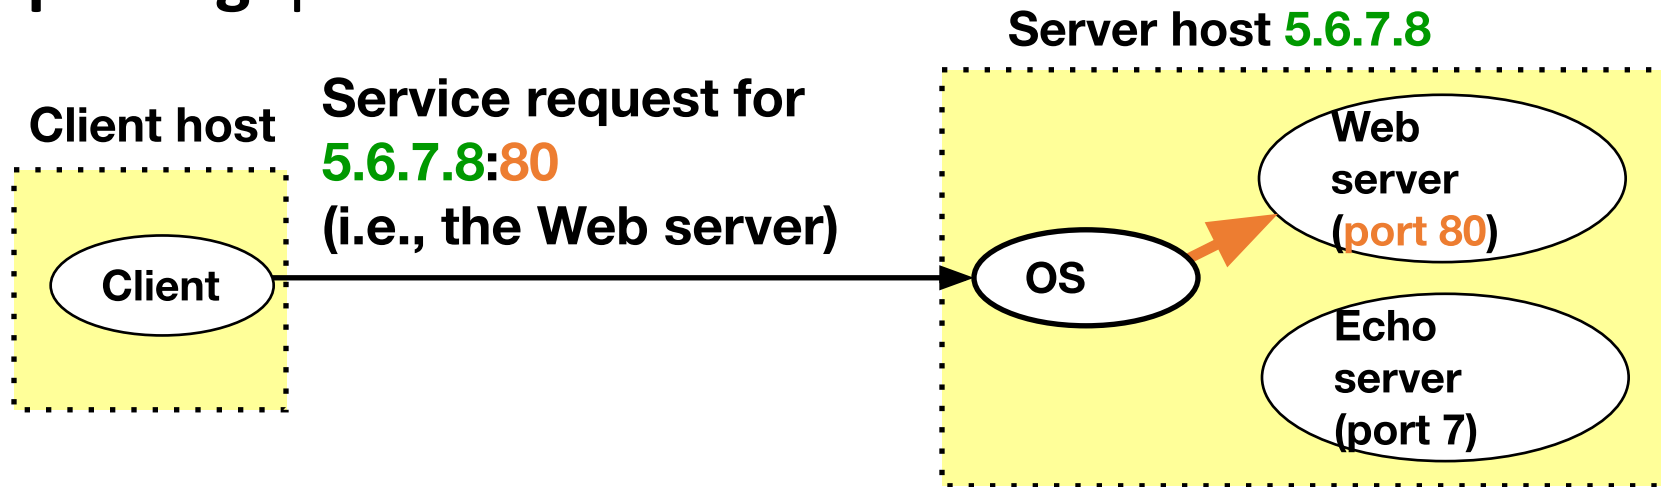 Server host 5.6.7.8
Client host
Service request for
5.6.7.8:80
(i.e., the Web server)
Client
OS
Web
server
(port 80)
Echo
server
(port 7)